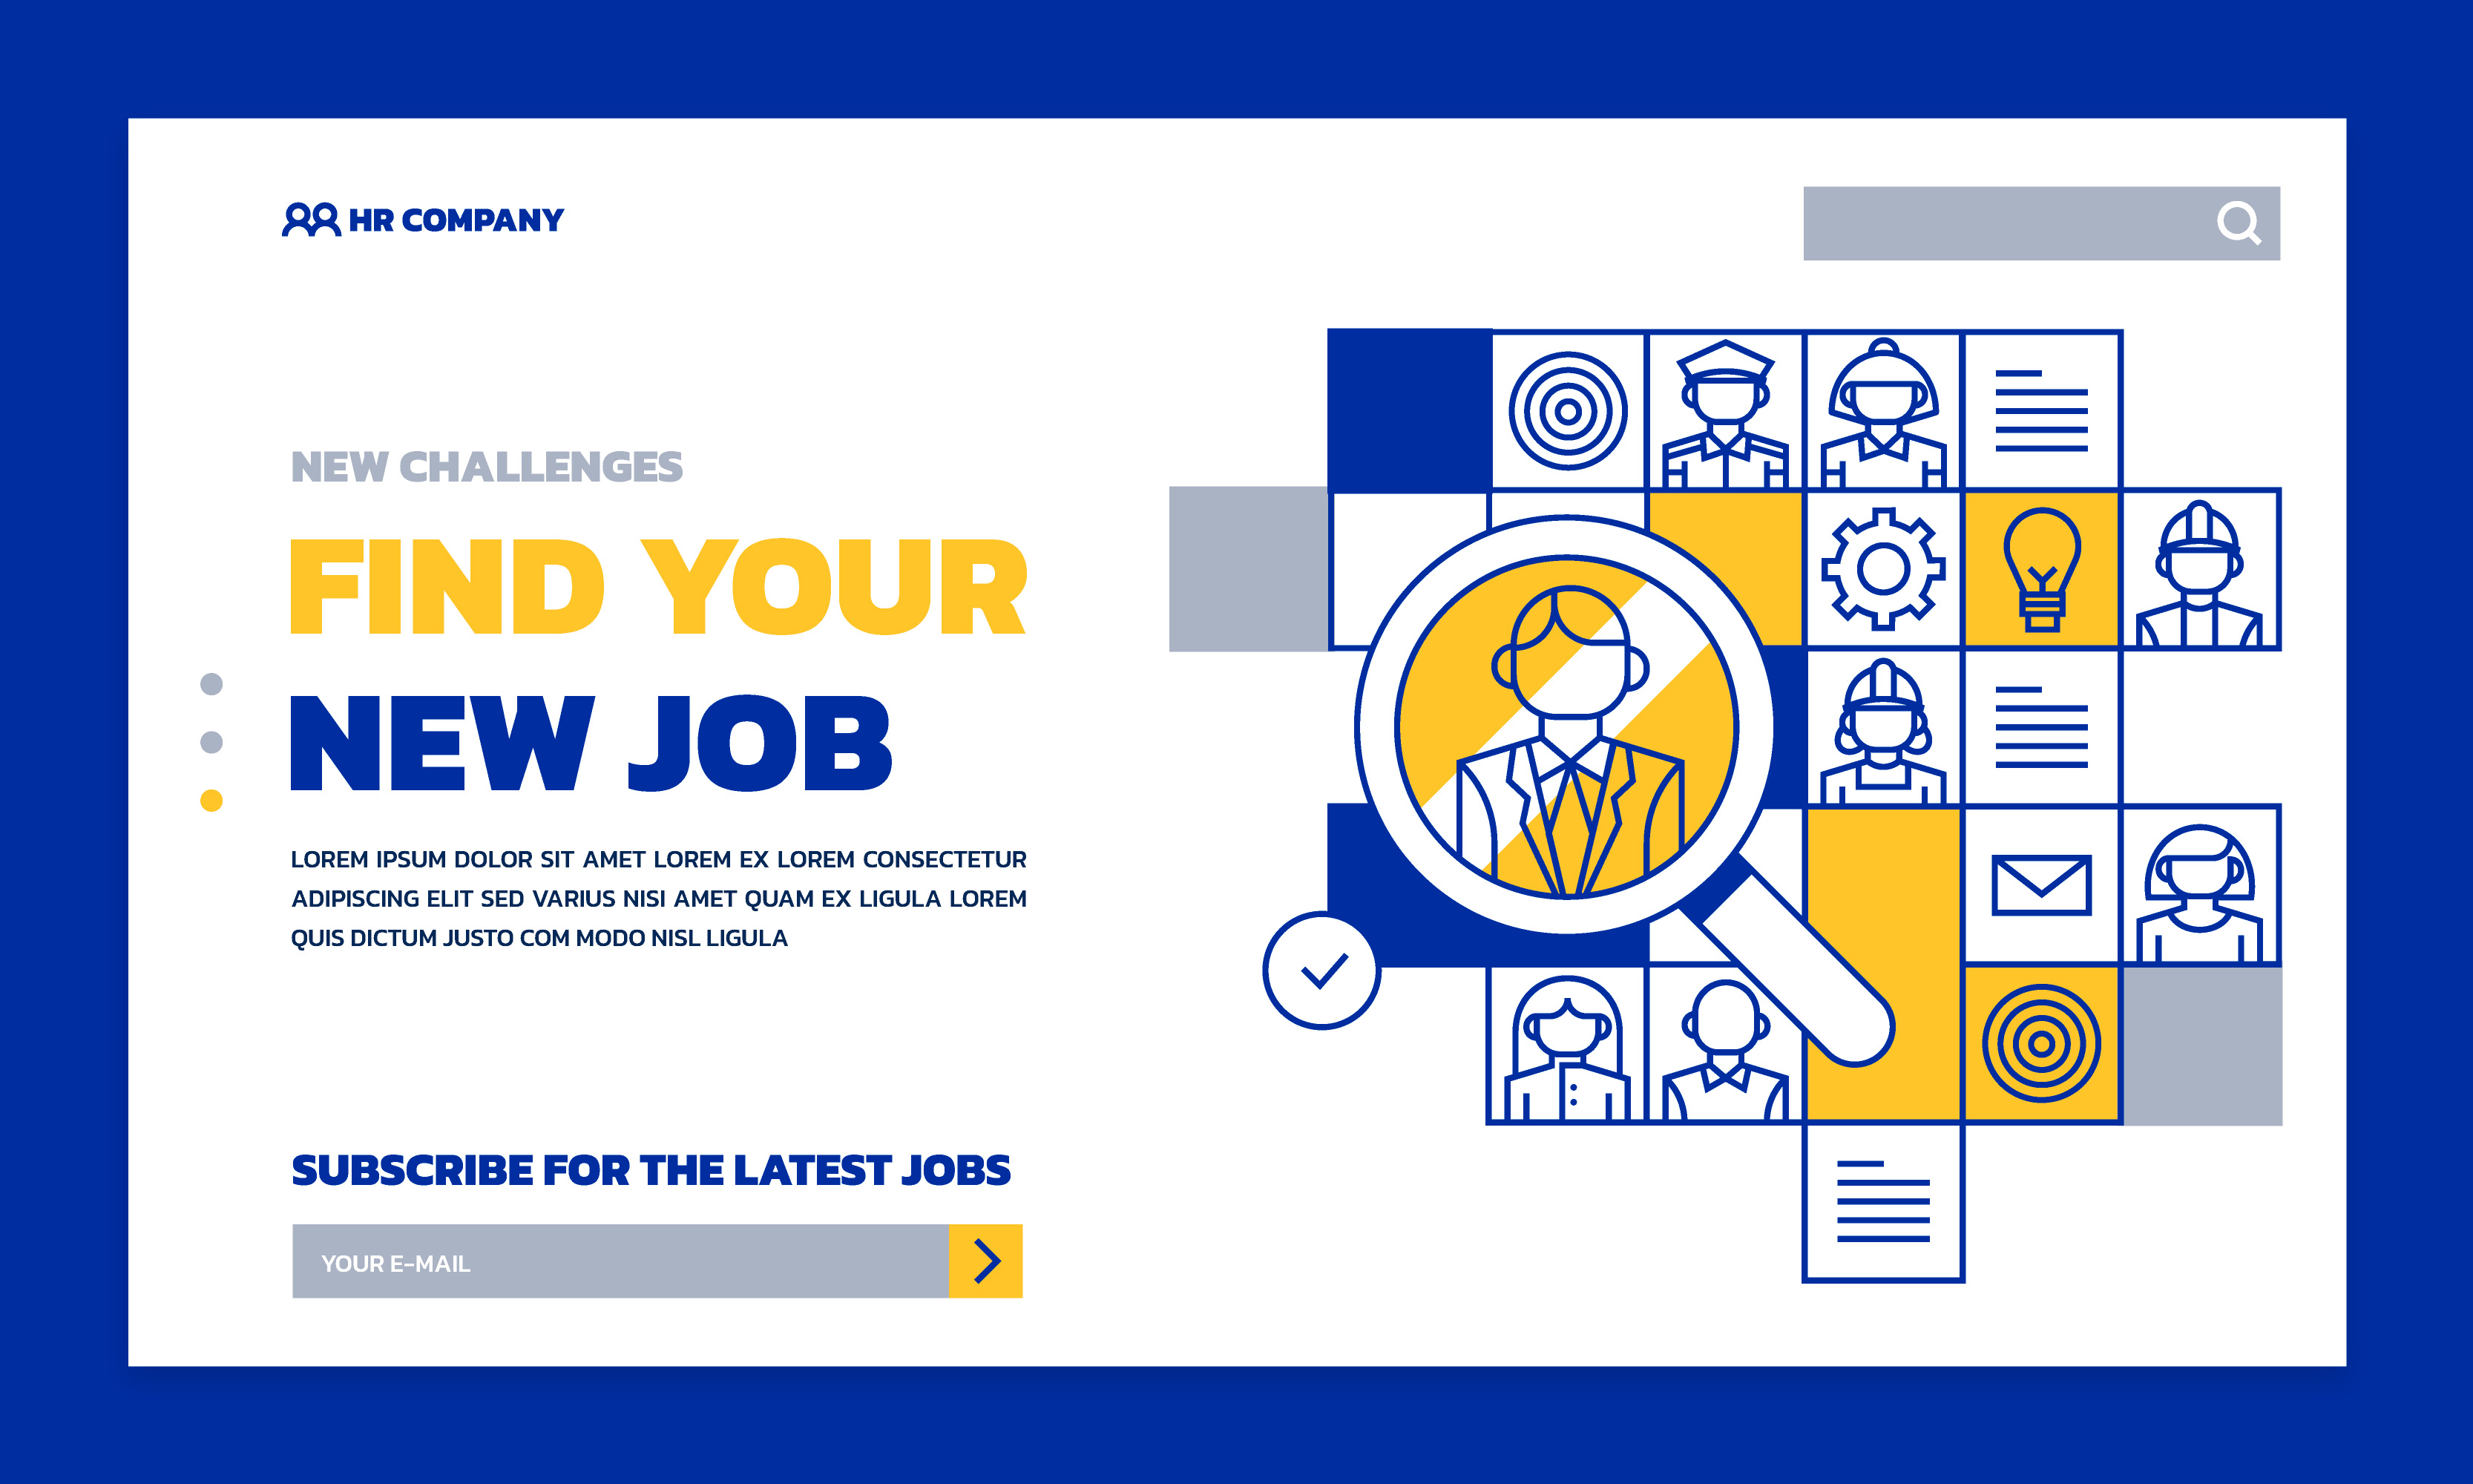 HR COMPANY
NEW CHALLENGES
FIND YOUR
NEW JOB
LOREM IPSUM DOLOR SIT AMET LOREM EX LOREM CONSECTETUR
ADIPISCING ELIT SED VARIUS NISI AMET QUAM EX LIGULA LOREM
QUIS DICTUM JUSTO COM MODO NISL LIGULA
SUBSCRIBE FOR THE LATEST JOBS
YOUR E-MAIL